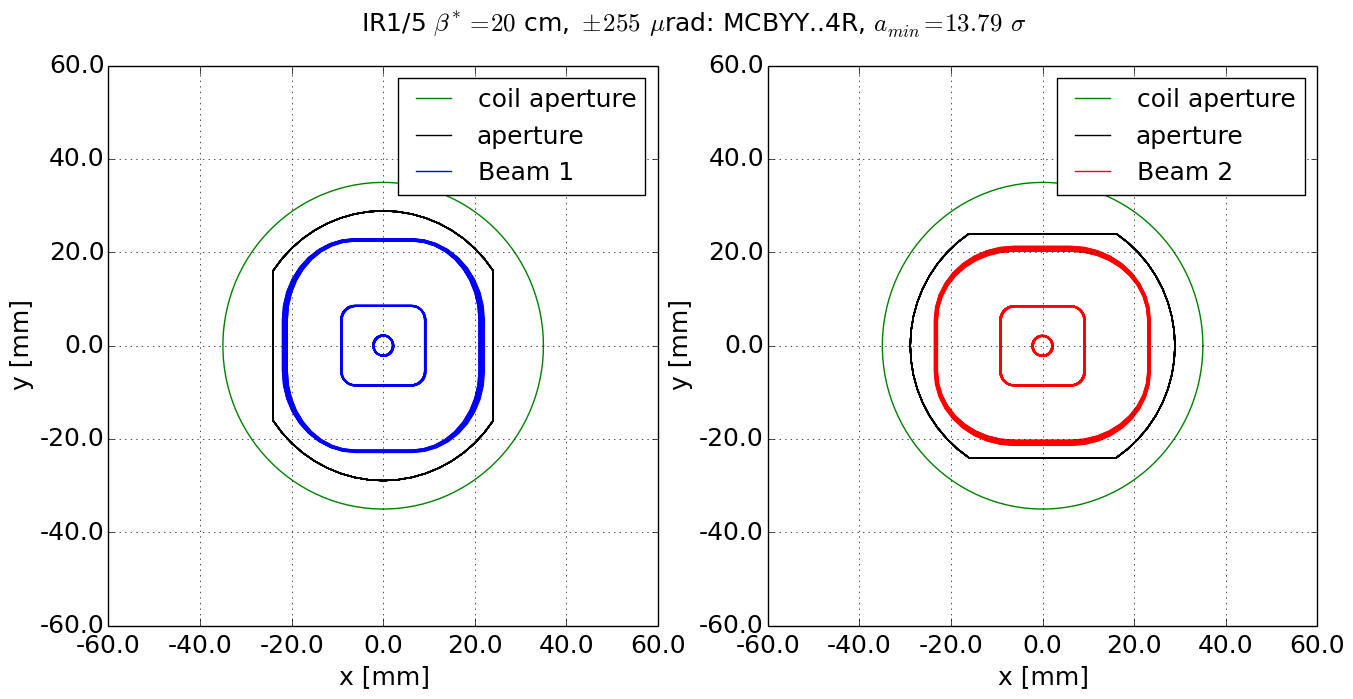 IR1/5 β* =20 cm, ±255 μrad: MCBYY..4R, a_min=13.79 σ
60.0
40.0
20.0
0.0
-20.0
-40.0
-60.0
y [mm]
-60.0 -40.0 -20.0 0.0 20.0 40.0 60.0
x [mm]
coil aperture
aperture
Beam 1
60.0
40.0
20.0
0.0
-20.0
-40.0
-60.0
y [mm]
-60.0 -40.0 -20.0 0.0 20.0 40.0 60.0
x [mm]
coil aperture
aperture
Beam 2